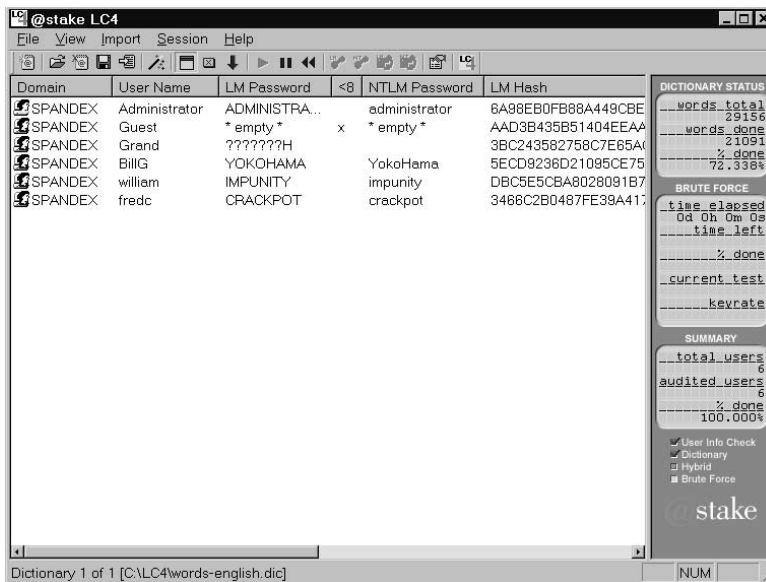 @stake LC4
File View Import Session Help
Domain User Name LM Password <8 NTLM Password LM Hash
SPANDEX Administrator ADMINISTRA... administrator 6A98EB0FB88A449CBE
SPANDEX Guest * empty * x * empty * AAD3B435B51404EEAA
SPANDEX Grand ???????H 3BC243582758C7E65A
SPANDEX BillG YOKOHAMA YokoHama 5ECD9236D21095CE75
SPANDEX william IMPUNITY impunity DBC5E5CBA8028091B7
SPANDEX fredc CRACKPOT crackpot 3466C2B0487FE39A417
DICTIONARY STATUS
words total
29156
words done
21091
% done
72.338%
BRUTE FORCE
time elapsed
0d 0h 0m 0s
time left
% done
current test
keyrate
SUMMARY
total users
6
audited users
6
% done
100.000%
User Info Check
Dictionary
Hybrid
Brute Force
@stake
Dictionary 1 of 1 [C:\LC4\words-english.dic]
NUM